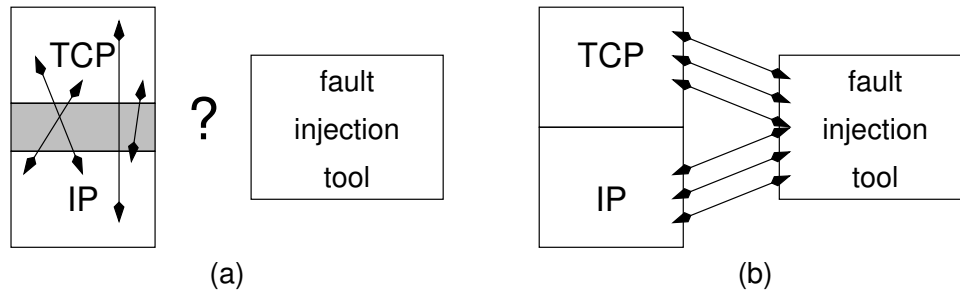 TCP
IP
?
fault
injection
tool
(a)
TCP
IP
fault
injection
tool
(b)